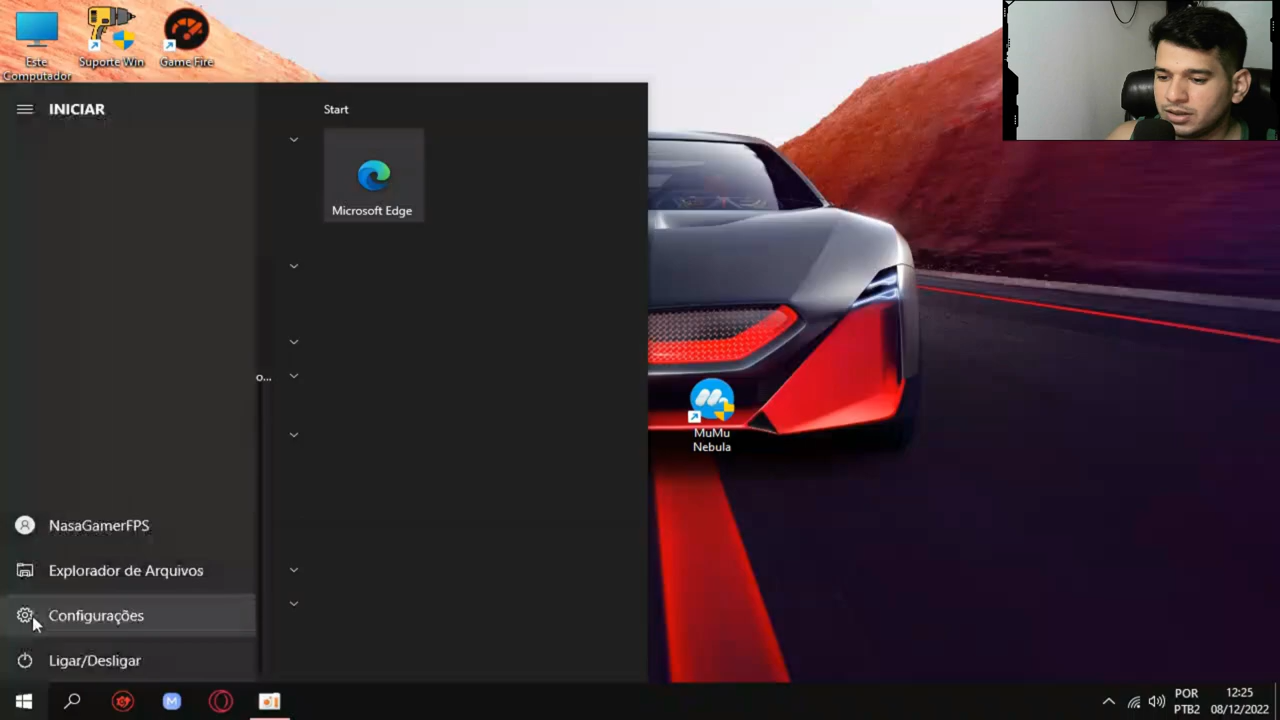 Este
Computador
Suporte Win
Game Fire
INICIAR
Start
Microsoft Edge
o...
MuMu
Nebula
NasaGamerFPS
Explorador de Arquivos
Configurações
Ligar/Desligar
POR
PTB2
12:25
08/12/2022